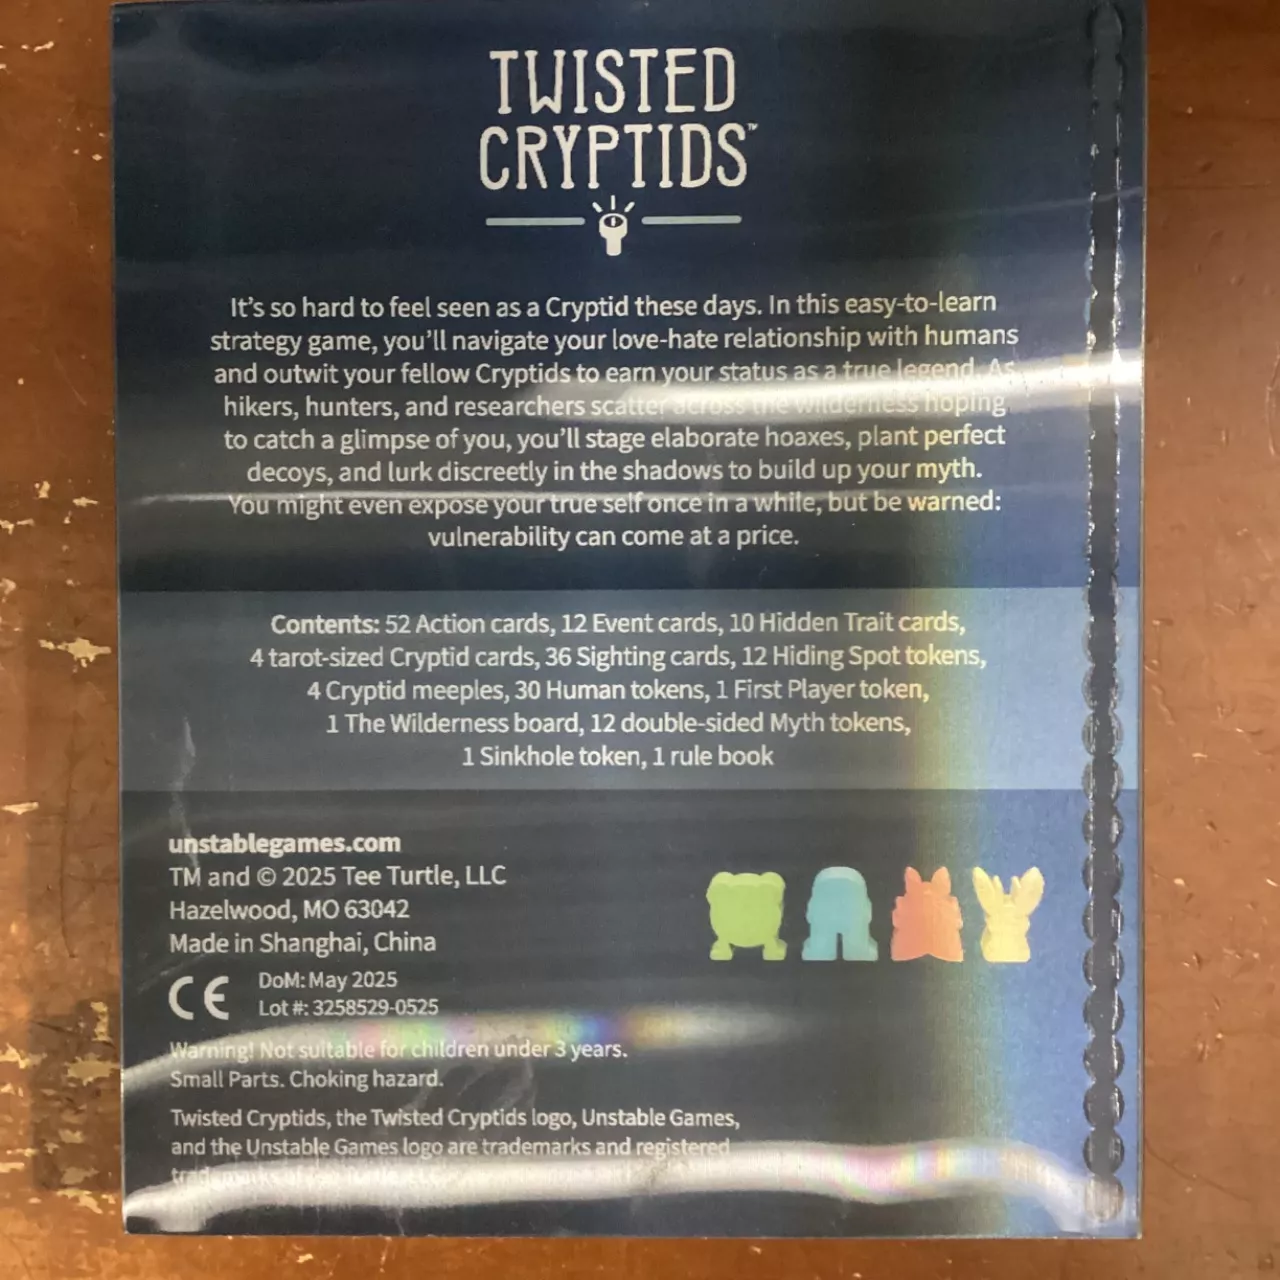 TWISTED
CRYPTIDS™
It's so hard to feel seen as a Cryptid these days. In this easy-to-learn
strategy game, you'll navigate your love-hate relationship with humans
and outwit your fellow Cryptids to earn your status as a true legend. As
hikers, hunters, and researchers scatter across the wilderness hoping
to catch a glimpse of you, you'll stage elaborate hoaxes, plant perfect
decoys, and lurk discreetly in the shadows to build up your myth.
You might even expose your true self once in a while, but be warned:
vulnerability can come at a price.
Contents: 52 Action cards, 12 Event cards, 10 Hidden Trait cards,
4 tarot-sized Cryptid cards, 36 Sighting cards, 12 Hiding Spot tokens,
4 Cryptid meeples, 30 Human tokens, 1 First Player token,
1 The Wilderness board, 12 double-sided Myth tokens,
1 Sinkhole token, 1 rule book
unstablegames.com
TM and © 2025 Tee Turtle, LLC
Hazelwood, MO 63042
Made in Shanghai, China
CE
DoM: May 2025
Lot #: 3258529-0525
Warning! Not suitable for children under 3 years.
Small Parts. Choking hazard.
Twisted Cryptids, the Twisted Cryptids logo, Unstable Games,
and the Unstable Games logo are trademarks and registered
trademarks of